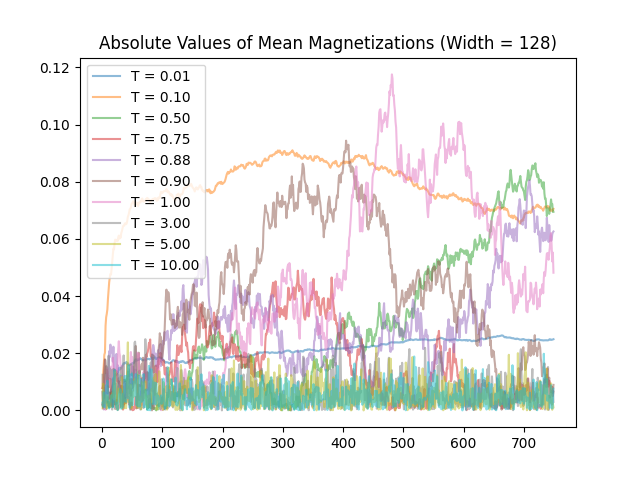 Absolute Values of Mean Magnetizations (Width = 128)
0.12
0.10
0.08
0.06
0.04
0.02
0.00
T = 0.01
T = 0.10
T = 0.50
T = 0.75
T = 0.88
T = 0.90
T = 1.00
T = 3.00
T = 5.00
T = 10.00
0 100 200 300 400 500 600 700